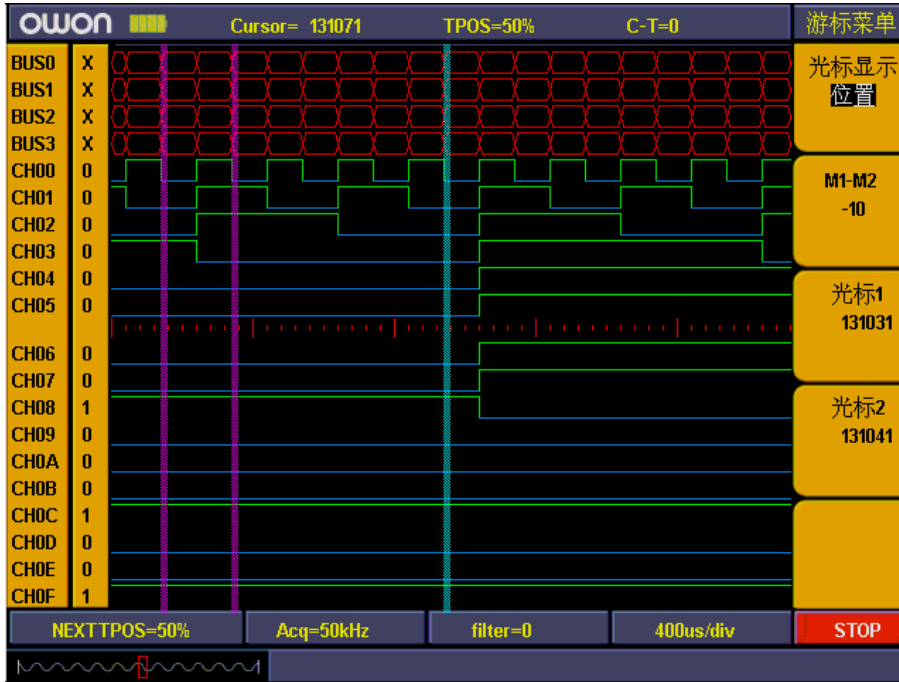 owon Cursor= 131071 TPOS=50% C-T=0 游标菜单
BUS0 X
BUS1 X
BUS2 X
BUS3 X
CH00 0
CH01 0
CH02 0
CH03 0
CH04 0
CH05 0
CH06 0
CH07 0
CH08 1
CH09 0
CH0A 0
CH0B 0
CH0C 1
CH0D 0
CH0E 0
CH0F 1
光标显示
位置
M1-M2
-10
光标1
131031
光标2
131041
NEXTTPOS=50% Acq=50kHz filter=0 400us/div STOP